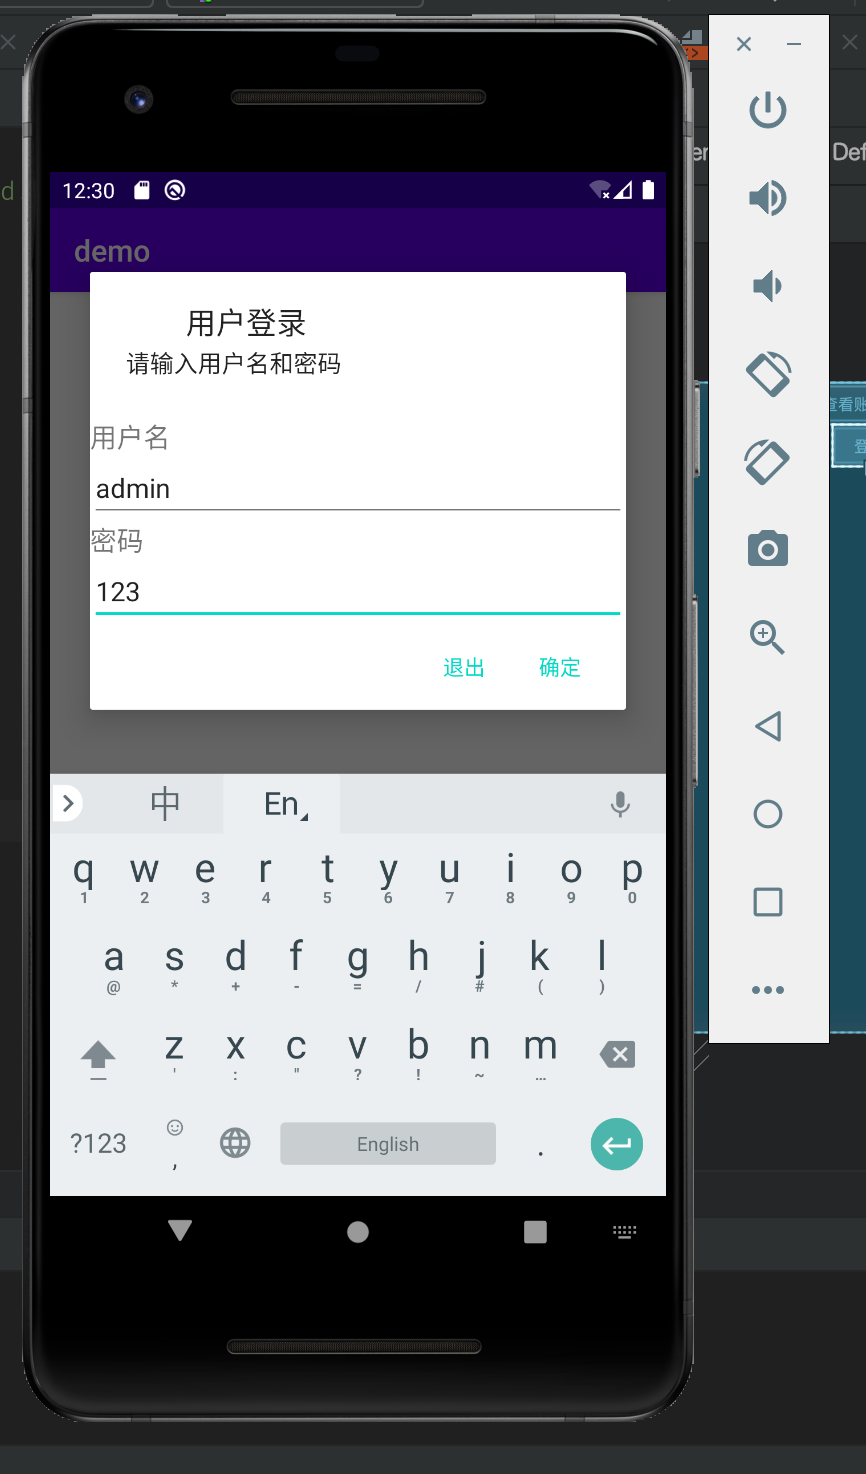 er
Def
d
12:30
demo
用户登录
请输入用户名和密码
用户名
admin
密码
123
退出 确定
查看账
登
中 En
q w e r t y u i o p
1 2 3 4 5 6 7 8 9 0
a s d f g h j k l
@ * + - = / # ( )
z x c v b n m
' : " ? ! ~ …
?123 , English .